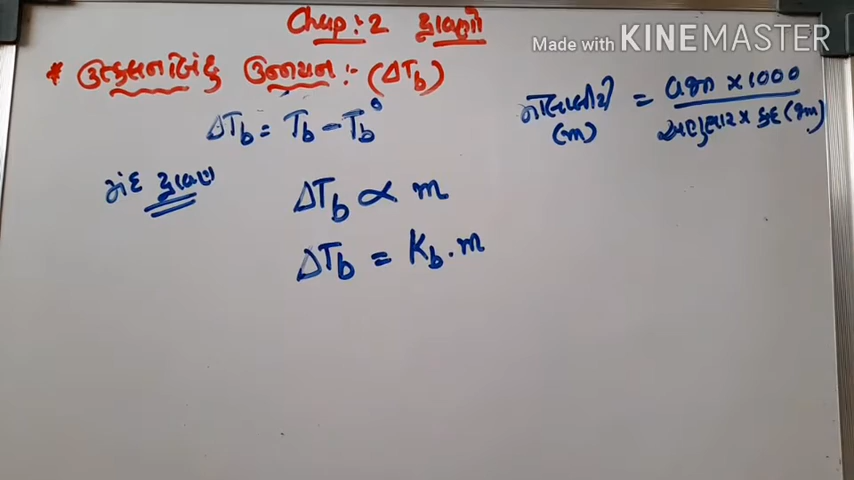 Chap:-2 દ્રાવણો
Made with KINEMASTER
* ઉત્કલનબિંદુ ઉન્નયન :- (ΔTb)
ΔTb = Tb - Tb°
મોલાલીટી (m) = વજન × 1000 / અણુભાર × કદ (gm)
મંદ દ્રાવણ
ΔTb ∝ m
ΔTb = Kb . m